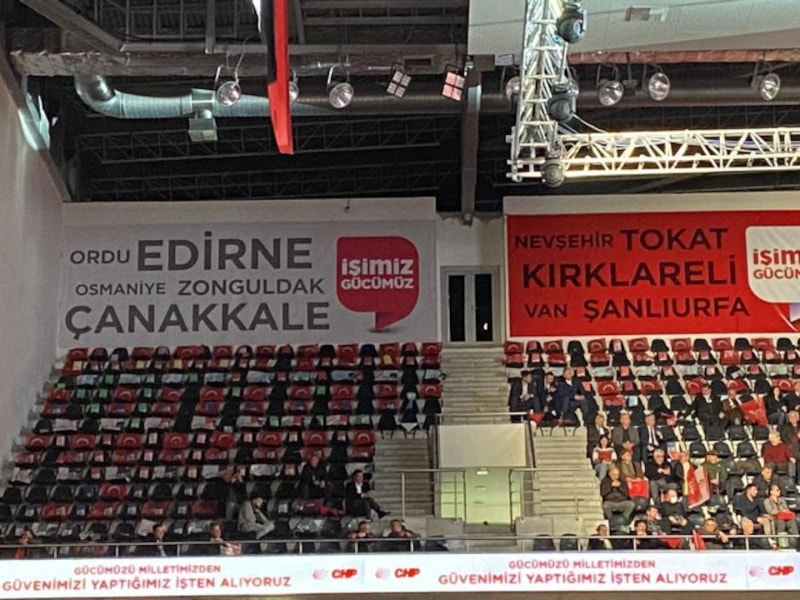 ORDU EDİRNE
OSMANİYE ZONGULDAK
ÇANAKKALE
işimiz
GÜCÜMÜZ
NEVŞEHİR TOKAT
KIRKLARELİ
VAN ŞANLIURFA
GÜCÜMÜZÜ MİLLETİMİZDEN
GÜVENİMİZİ YAPTIĞIMIZ İŞTEN ALIYORUZ
CHP
CHP
GÜCÜMÜZÜ MİLLETİMİZDEN
GÜVENİMİZİ YAPTIĞIMIZ İŞTEN ALIYORUZ
CHP